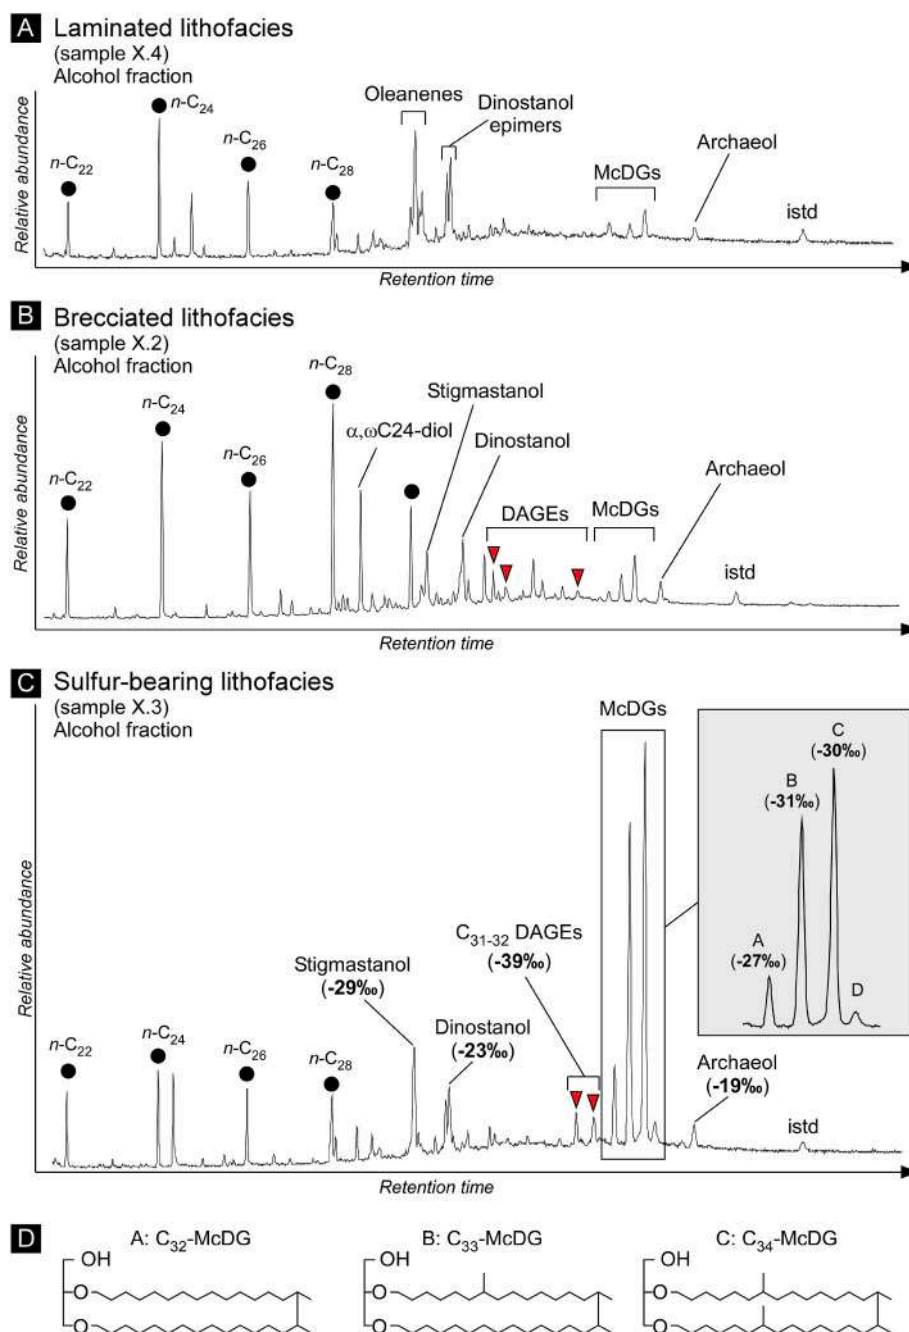 A Laminated lithofacies
(sample X.4)
Alcohol fraction
Relative abundance
n-C22
n-C24
n-C26
n-C28
Oleanenes
Dinostanol
epimers
McDGs
Archaeol
istd
Retention time
B Brecciated lithofacies
(sample X.2)
Alcohol fraction
Relative abundance
n-C22
n-C24
n-C26
n-C28
α,ωC24-diol
Stigmastanol
Dinostanol
DAGEs
McDGs
Archaeol
istd
Retention time
C Sulfur-bearing lithofacies
(sample X.3)
Alcohol fraction
Relative abundance
n-C22
n-C24
n-C26
n-C28
Stigmastanol
(-29‰)
Dinostanol
(-23‰)
C31-32 DAGEs
(-39‰)
McDGs
A
(-27‰)
B
(-31‰)
C
(-30‰)
D
Archaeol
(-19‰)
istd
Retention time
D
A: C32-McDG
B: C33-McDG
C: C34-McDG
OH
O
O
OH
O
O
OH
O
O